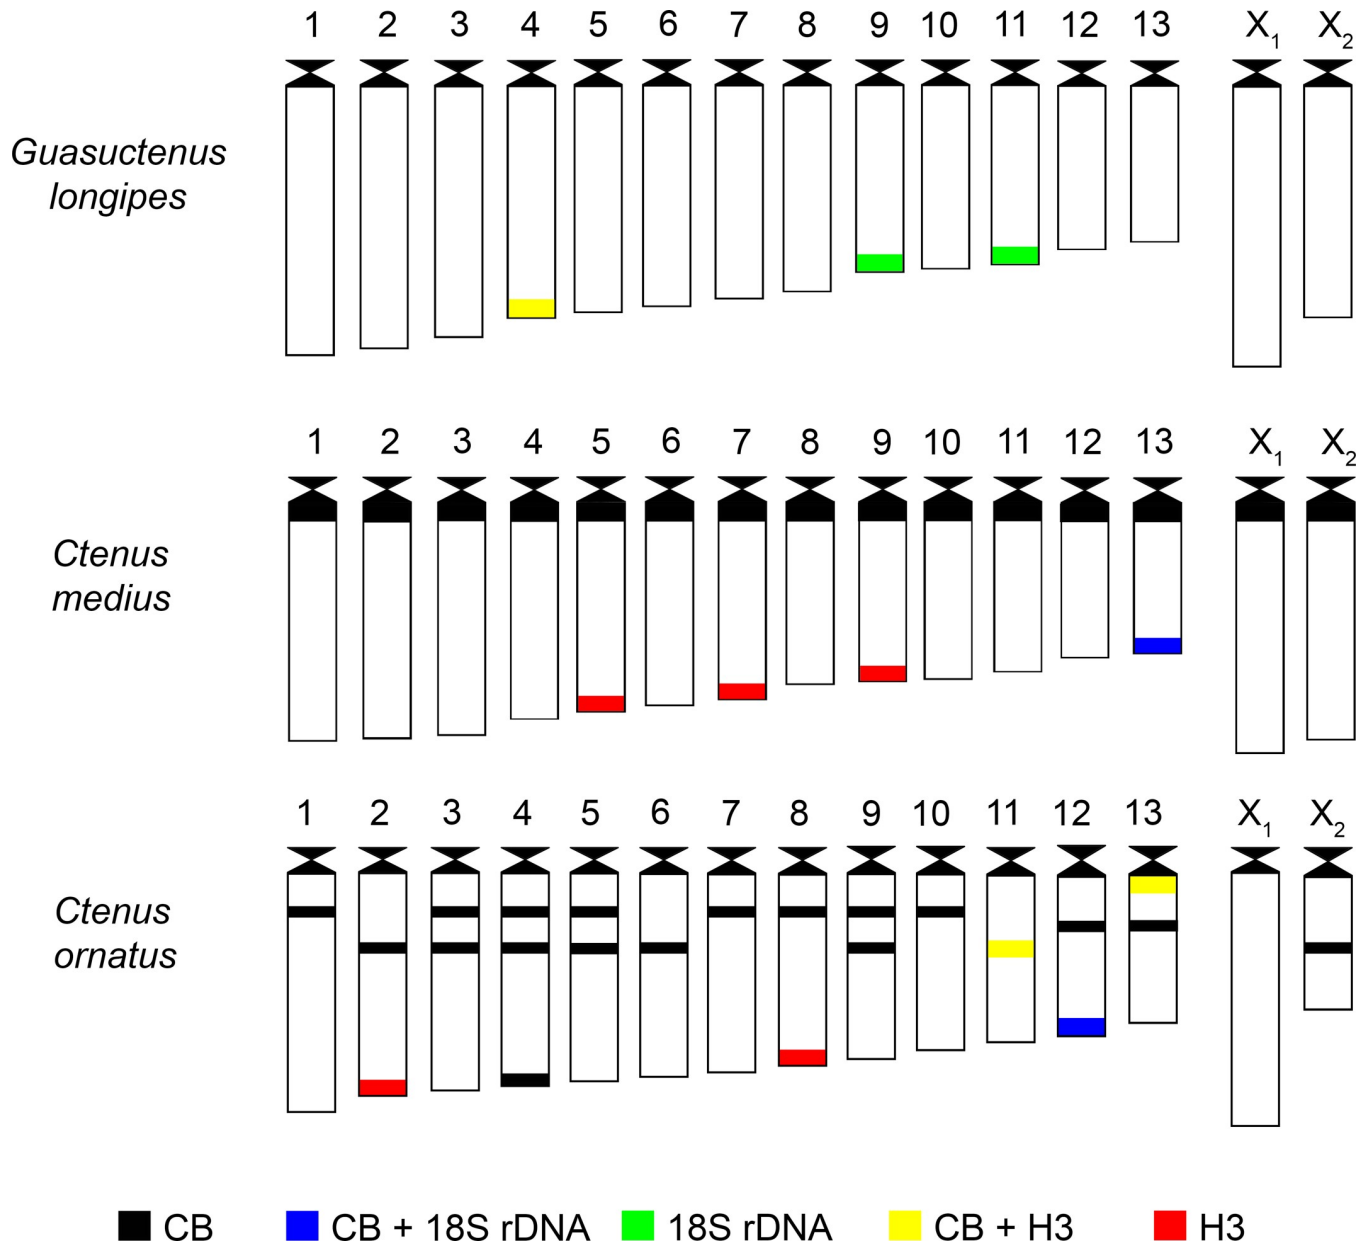 1 2 3 4 5 6 7 8 9 10 11 12 13 X1 X2
Guasuctenus
longipes
1 2 3 4 5 6 7 8 9 10 11 12 13 X1 X2
Ctenus
medius
1 2 3 4 5 6 7 8 9 10 11 12 13 X1 X2
Ctenus
ornatus
CB CB + 18S rDNA 18S rDNA CB + H3 H3